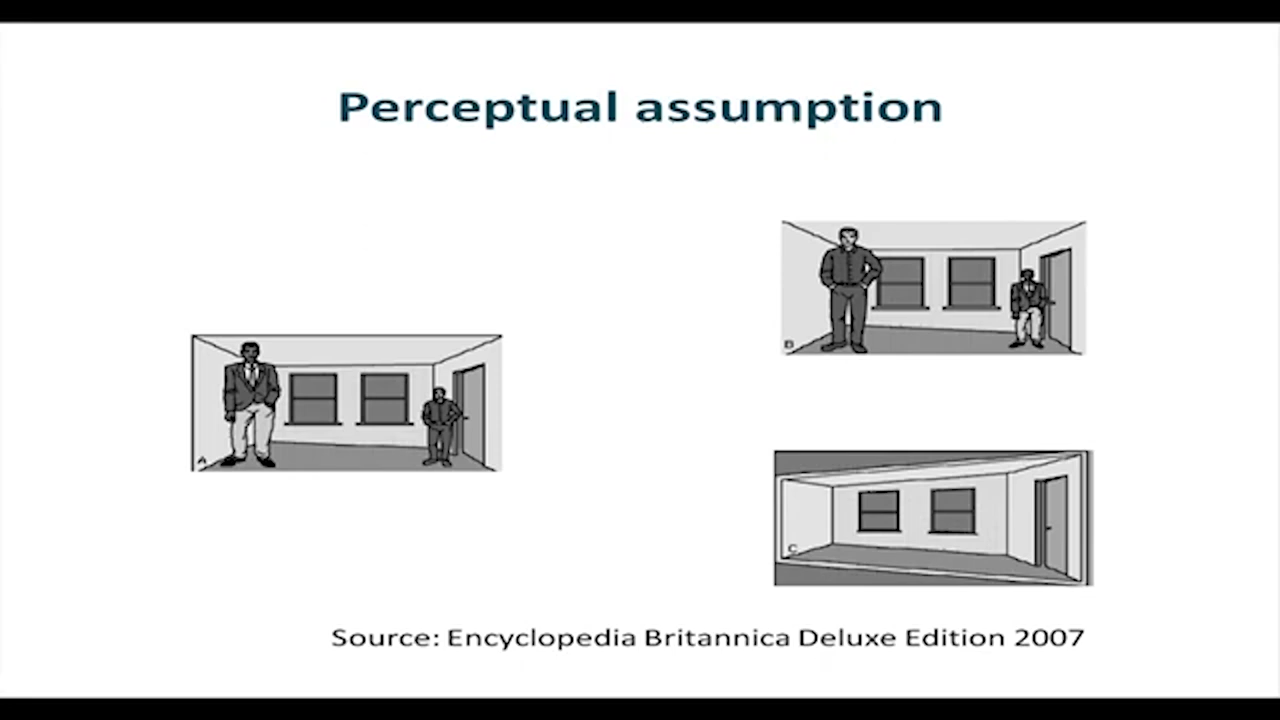 Perceptual assumption
B
A
C
Source: Encyclopedia Britannica Deluxe Edition 2007